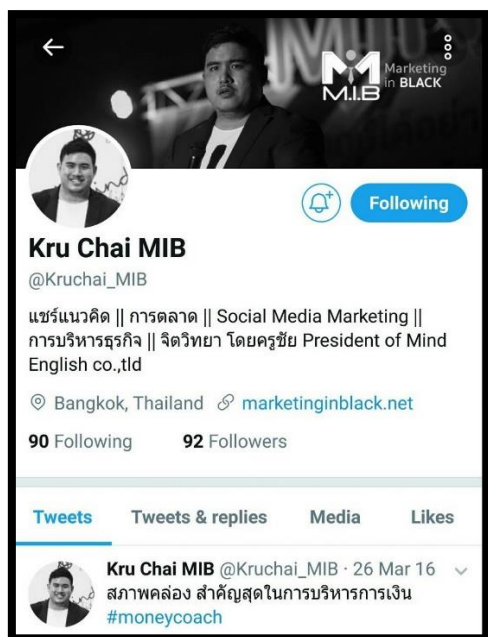 M.I.B
Marketing
in BLACK
Following
Kru Chai MIB
@Kruchai_MIB
แชร์แนวคิด || การตลาด || Social Media Marketing ||
การบริหารธุรกิจ || จิตวิทยา โดยครูชัย President of Mind
English co.,tld
Bangkok, Thailand marketinginblack.net
90 Following 92 Followers
Tweets Tweets & replies Media Likes
Kru Chai MIB @Kruchai_MIB · 26 Mar 16
สภาพคล่อง สำคัญสุดในการบริหารการเงิน
#moneycoach